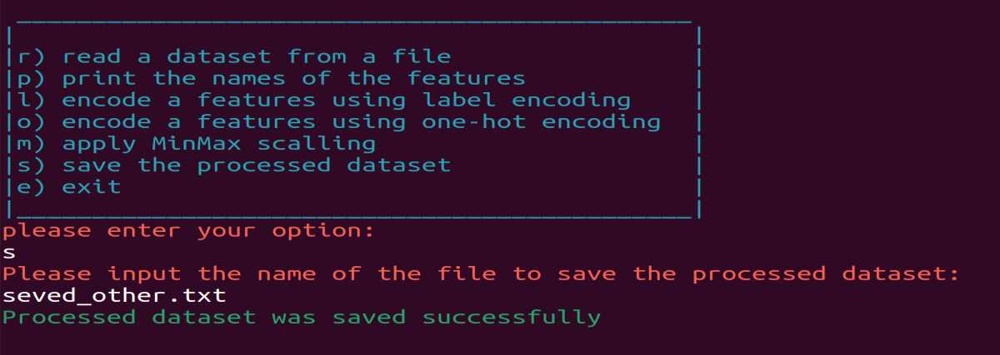 r) read a dataset from a file
p) print the names of the features
l) encode a features using label encoding
o) encode a features using one-hot encoding
m) apply MinMax scalling
s) save the processed dataset
e) exit
please enter your option:
s
Please input the name of the file to save the processed dataset:
seved_other.txt
Processed dataset was saved successfully